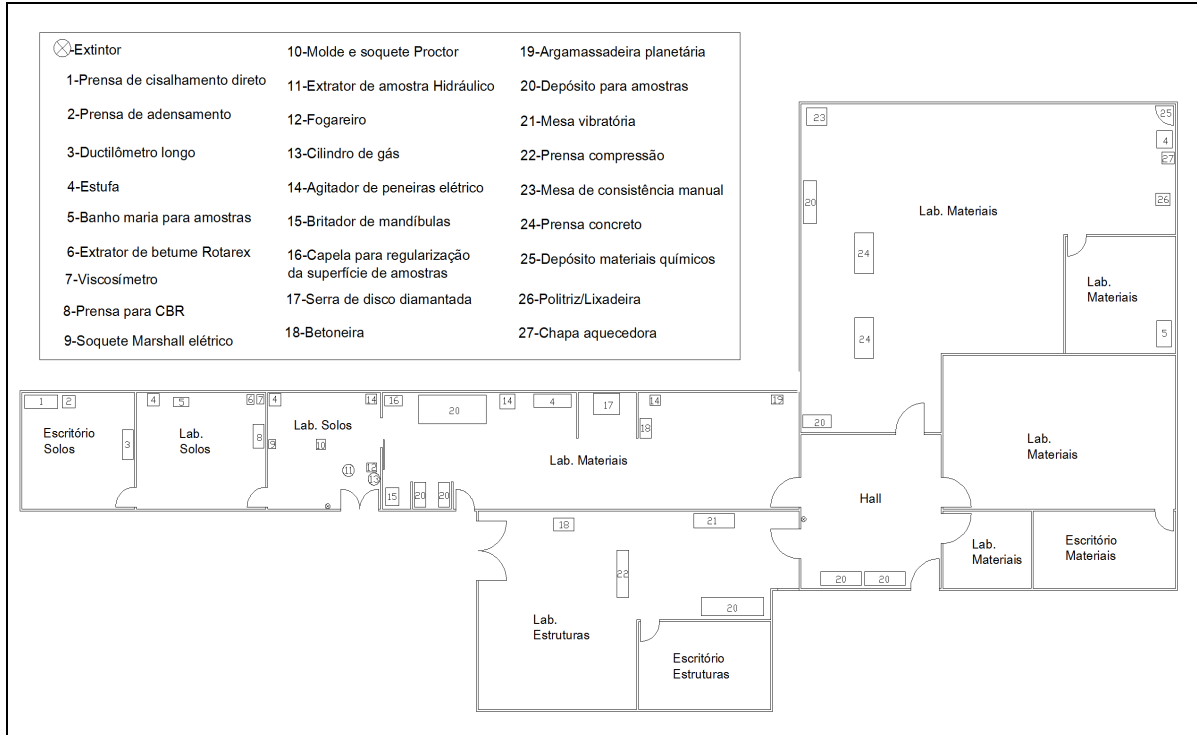 -Extintor
1-Prensa de cisalhamento direto
2-Prensa de adensamento
3-Ductilômetro longo
4-Estufa
5-Banho maria para amostras
6-Extrator de betume Rotarex
7-Viscosímetro
8-Prensa para CBR
9-Soquete Marshall elétrico
10-Molde e soquete Proctor
11-Extrator de amostra Hidráulico
12-Fogareiro
13-Cilindro de gás
14-Agitador de peneiras elétrico
15-Britador de mandíbulas
16-Capela para regularização
da superfície de amostras
17-Serra de disco diamantada
18-Betoneira
19-Argamassadeira planetária
20-Depósito para amostras
21-Mesa vibratória
22-Prensa compressão
23-Mesa de consistência manual
24-Prensa concreto
25-Depósito materiais químicos
26-Politriz/Lixadeira
27-Chapa aquecedora
23
25
4
27
20
26
Lab. Materiais
24
Lab.
Materiais
24
5
20
1
2
Escritório
Solos
3
4
5
6
7
Lab.
Solos
8
4
14
Lab. Solos
9
10
11
12
13
16
20
14
4
17
14
19
18
Lab. Materiais
15
20
20
Lab.
Materiais
Hall
18
21
22
20
Lab.
Estruturas
Escritório
Estruturas
20
20
Lab.
Materiais
Escritório
Materiais